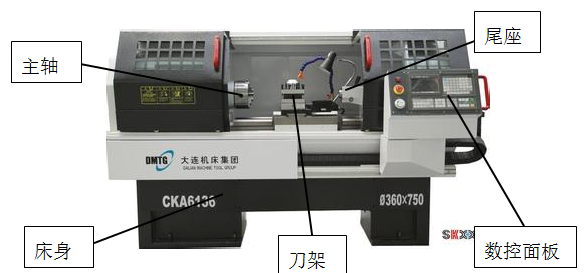 尾座
主轴
DMTG
大连机床集团
DALIAN MACHINE TOOL GROUP
CKA6136
Ø360×750
床身
刀架
数控面板